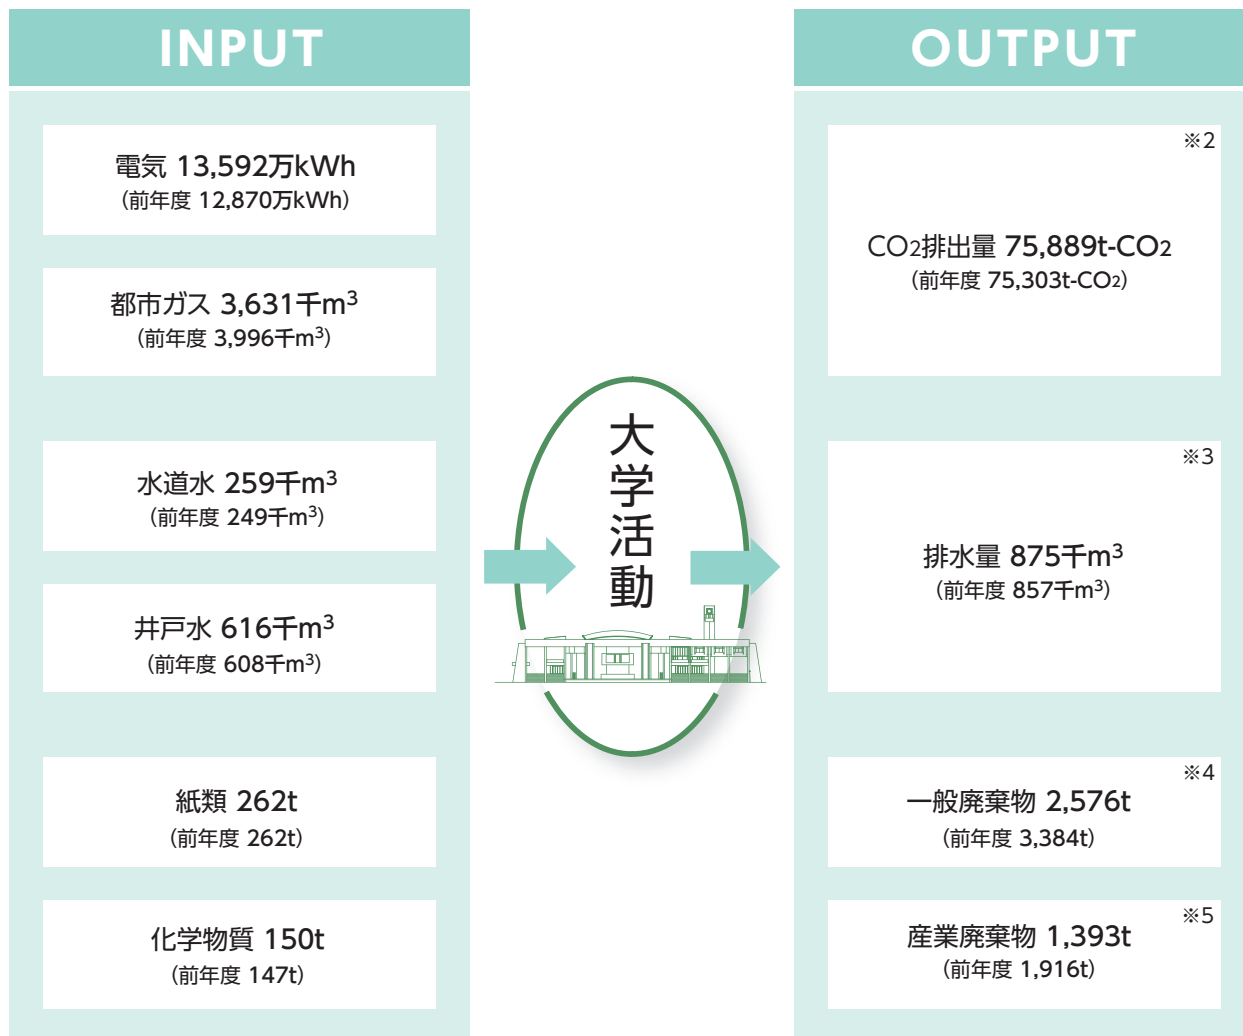 INPUT
電気 13,592万kWh
(前年度 12,870万kWh)
都市ガス 3,631千m³
(前年度 3,996千m³)
水道水 259千m³
(前年度 249千m³)
井戸水 616千m³
(前年度 608千m³)
紙類 262t
(前年度 262t)
化学物質 150t
(前年度 147t)
大学活動
OUTPUT
※2
CO₂排出量 75,889t-CO₂
(前年度 75,303t-CO₂)
※3
排水量 875千m³
(前年度 857千m³)
※4
一般廃棄物 2,576t
(前年度 3,384t)
※5
産業廃棄物 1,393t
(前年度 1,916t)